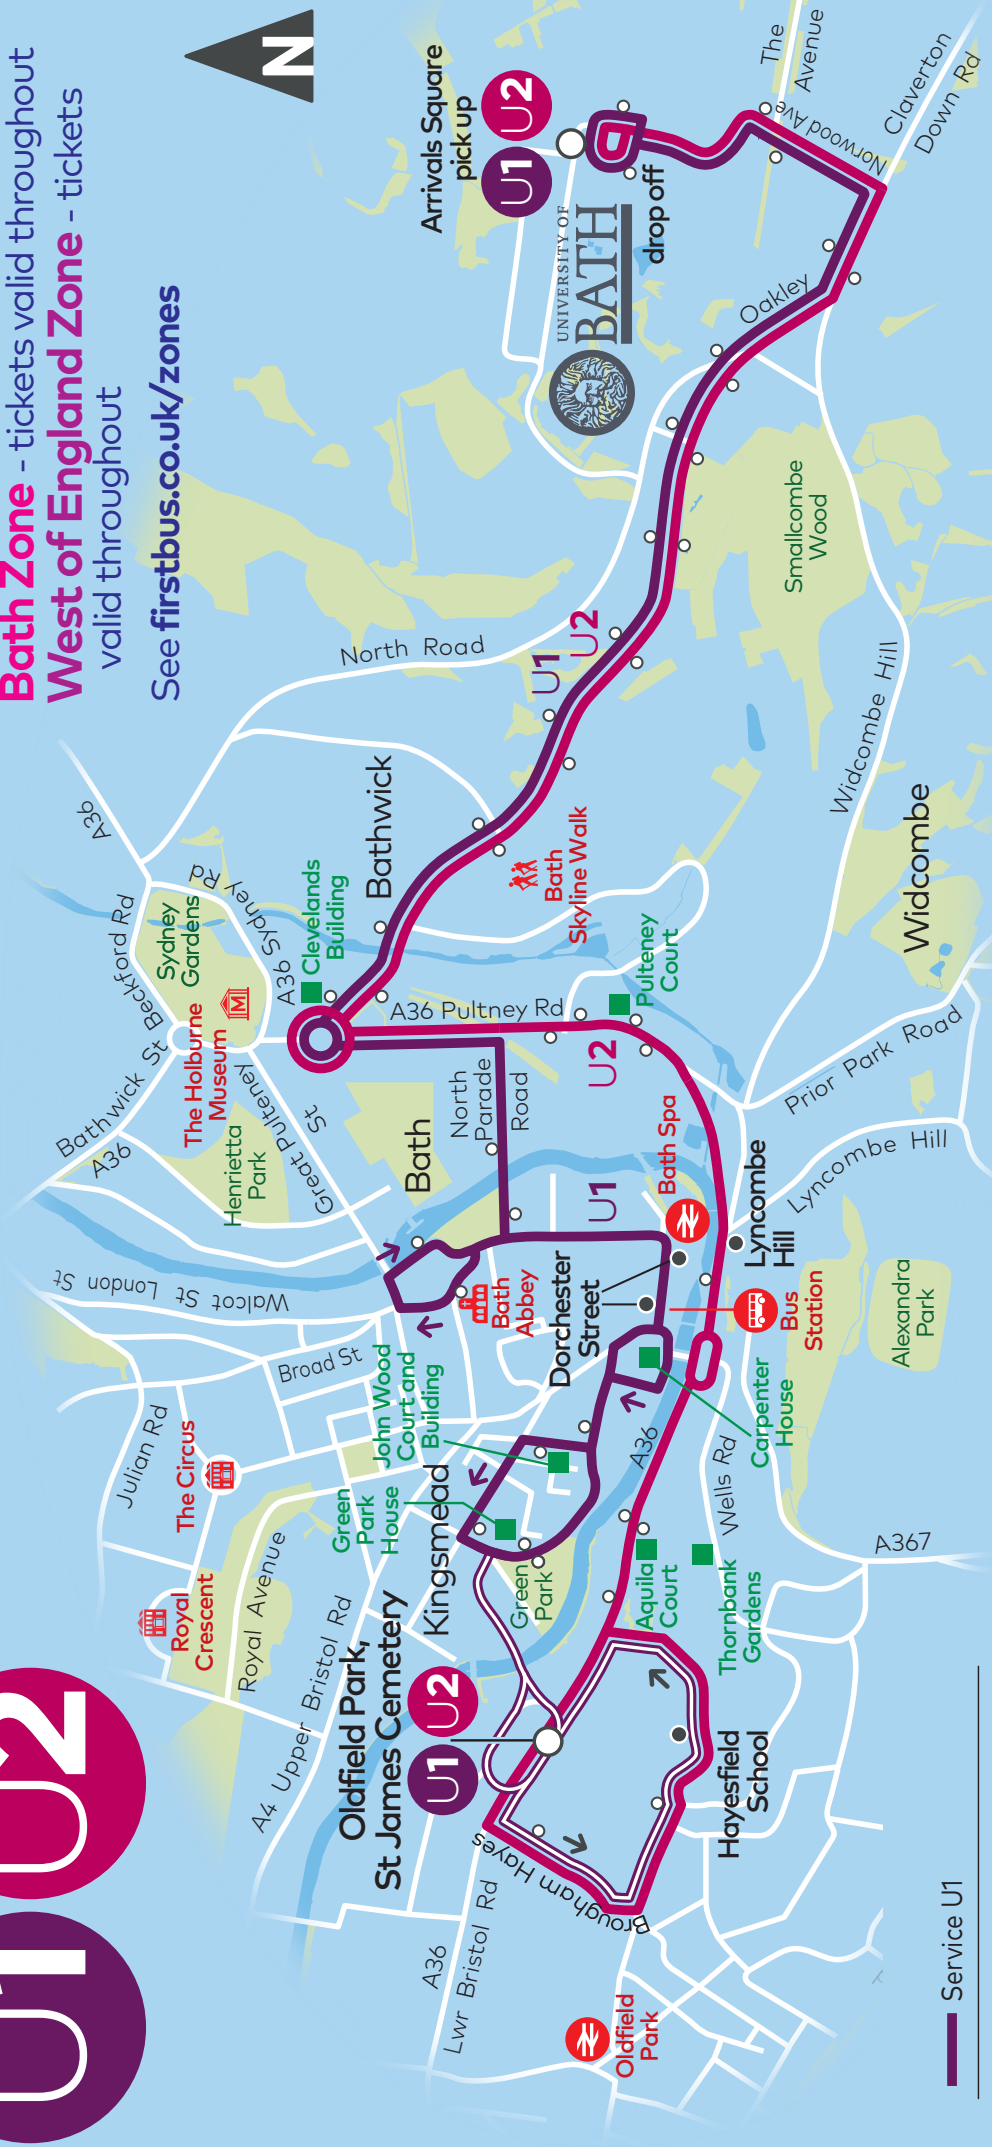 U1 U2
Bath Zone - tickets valid throughout
West of England Zone - tickets
valid throughout
See firstbus.co.uk/zones
N
A36
Beckford Rd
Bathwick St
Sydney Rd
Sydney
Gardens
A36 Sydney Rd
The Holburne
Museum
Clevelands
Building
A36
Henrietta
Park
Great Pulteney
St
Walcot St London St
Broad St
Julian Rd
The Circus
Royal
Crescent
Royal Avenue
A4 Upper Bristol Rd
North Road
Bathwick
Arrivals Square
pick up
U1 U2
UNIVERSITY OF
BATH
drop off
The
Avenue
Norwood Ave
Claverton
Down Rd
Oakley
Smallcombe
Wood
U1
U2
Bath
Skyline Walk
A36 Pultney Rd
Pulteney
Court
U2
North
Parade
Road
Bath
U1
Bath Spa
Bath
Abbey
Dorchester
Street
John Wood
Court and
Building
Green
Park
House
Kingsmead
Green
Park
Oldfield Park,
St James Cemetery
U1 U2
Widcombe Hill
Widcombe
Prior Park Road
Lyncombe Hill
Lyncombe
Hill
Bus
Station
Alexandra
Park
Carpenter
House
A36
Wells Rd
A367
Aquila
Court
Thornbank
Gardens
Hayesfield
School
Brougham Hayes
A36
Lwr Bristol Rd
Oldfield
Park
Service U1